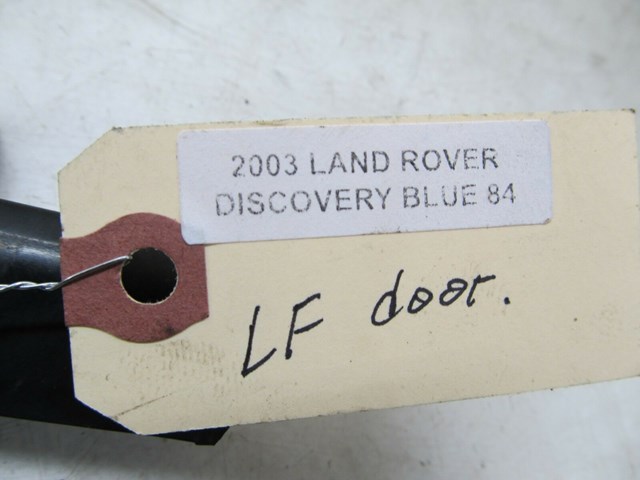 2003 LAND ROVER
DISCOVERY BLUE 84
LF door.